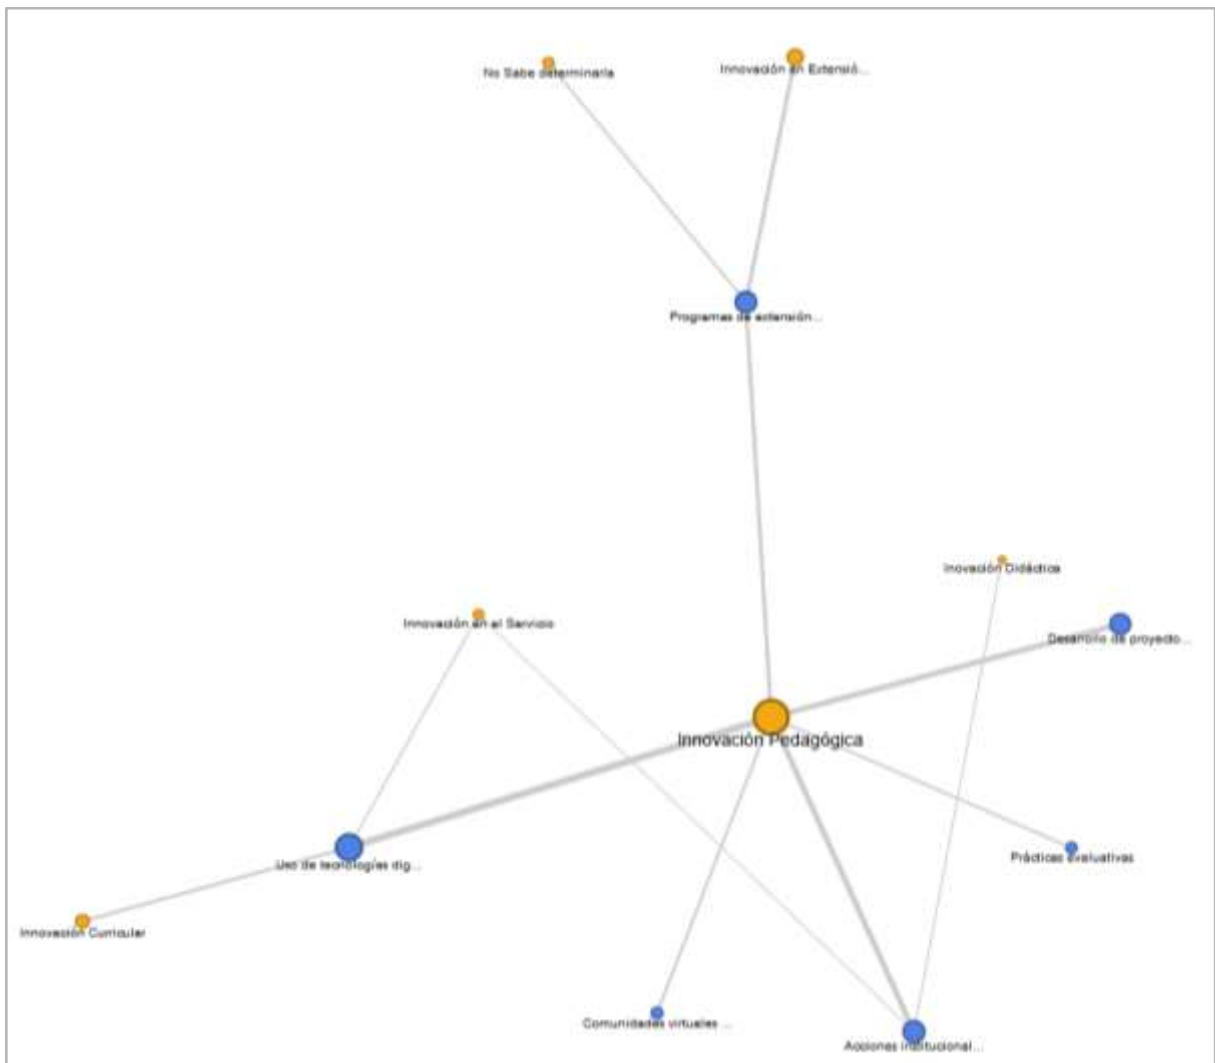 No Sabe determinarla
Innovación en Extensió...
Programas de extensión...
Inovación Didáctica
Innovación en el Servicio
Desarrollo de proyecto...
Innovación Pedagógica
Prácticas evaluativas
Uso de tecnologías dig...
Innovación Curricular
Comunidades virtuales ...
Acciones institucional...